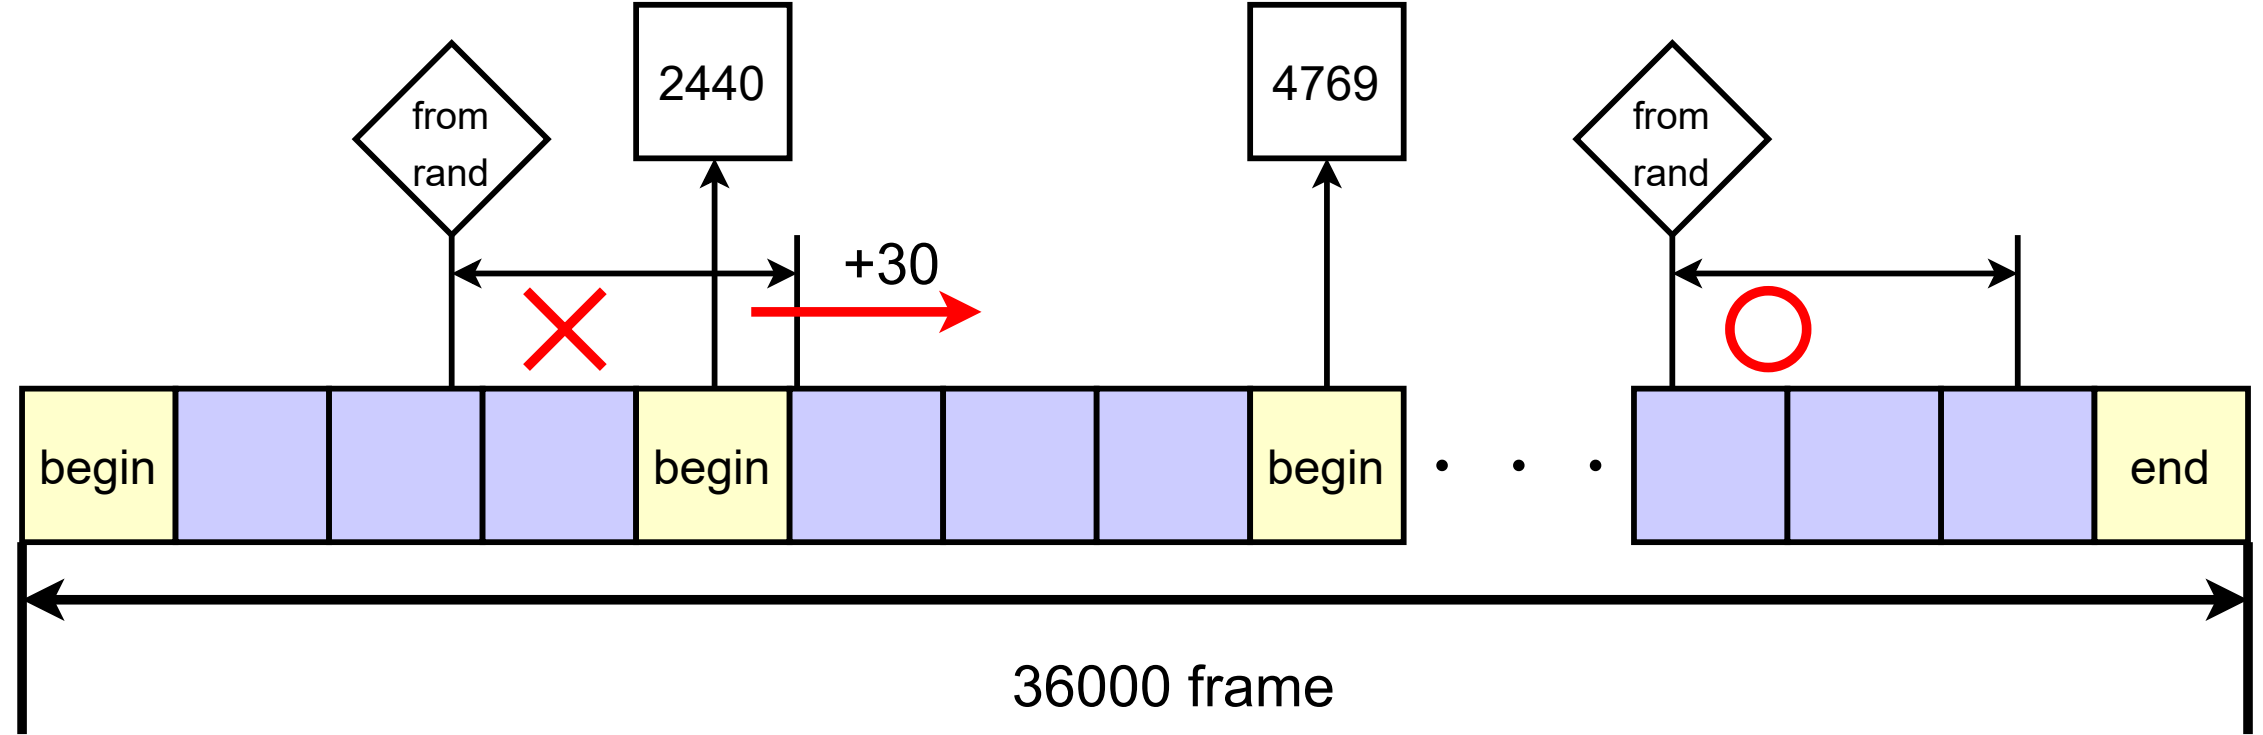 2440
4769
from
rand
from
rand
+30
begin
begin
begin
end
36000 frame